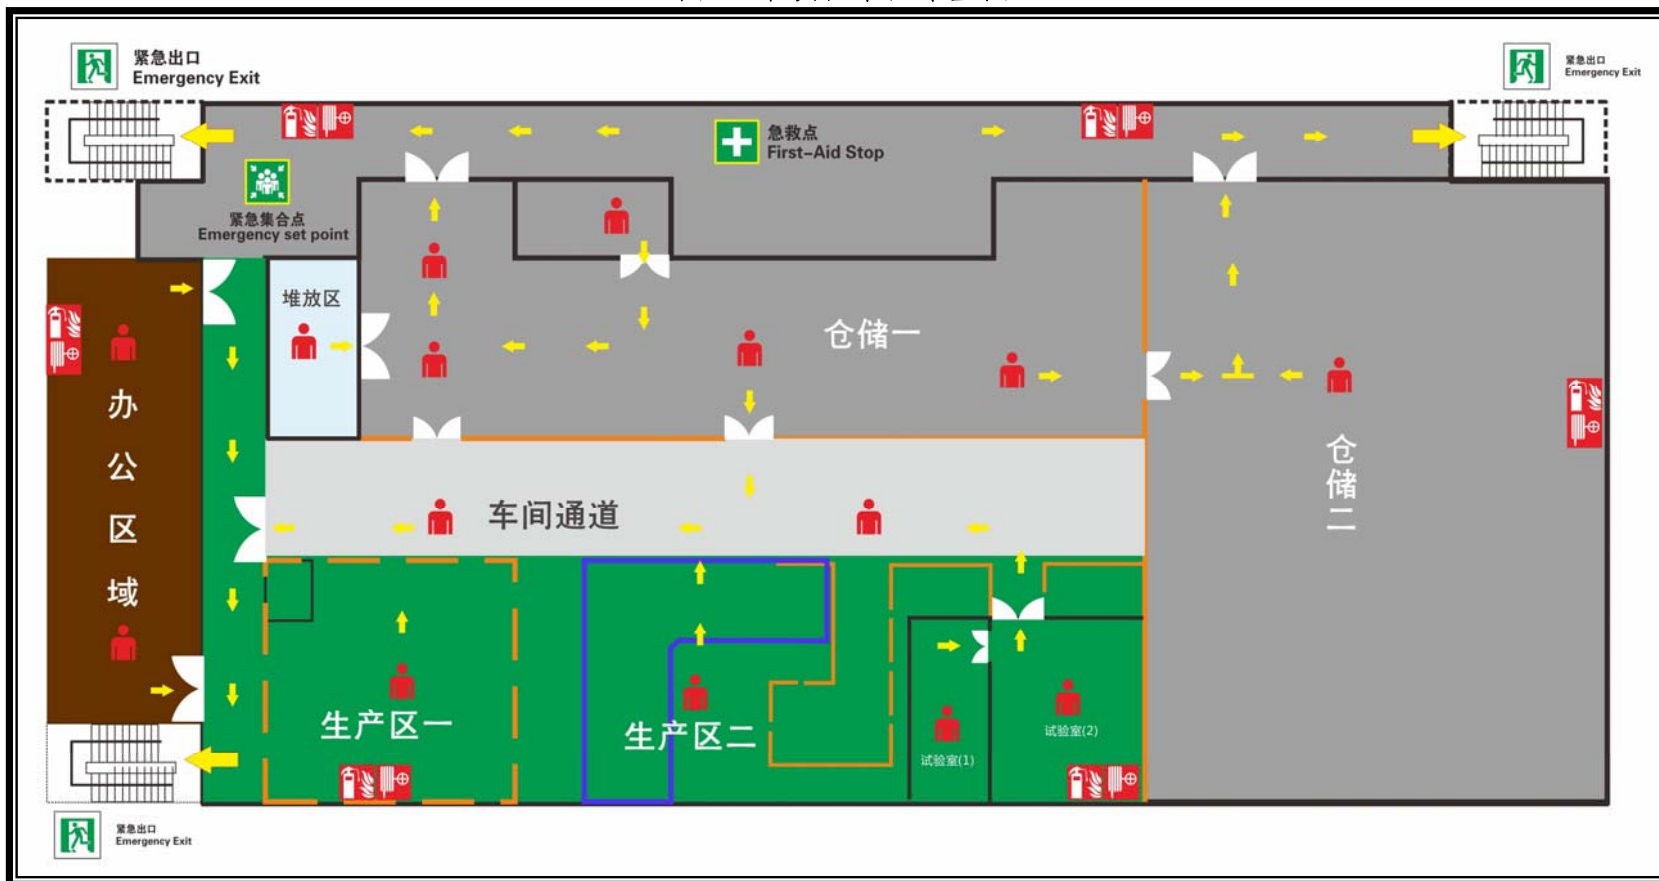 紧急出口
Emergency Exit
紧急出口
Emergency Exit
急救点
First-Aid Stop
紧急集合点
Emergency set point
堆放区
仓储一
办公区域
仓储二
车间通道
生产区一
生产区二
试验室(1)
试验室(2)
紧急出口
Emergency Exit